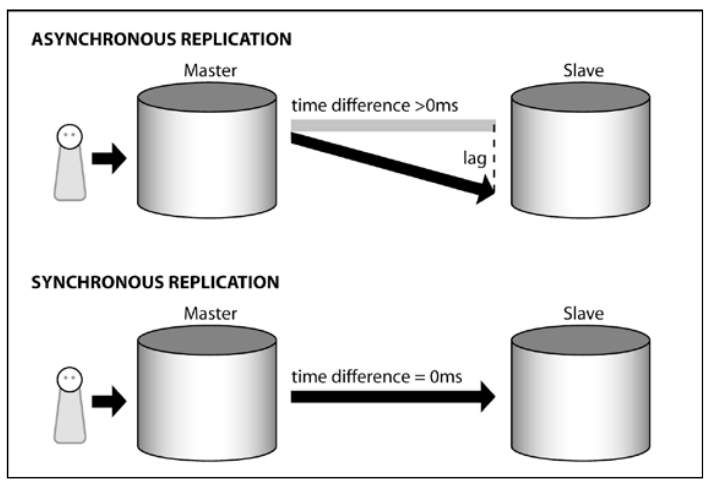 ASYNCHRONOUS REPLICATION
Master
Slave
time difference >0ms
lag
SYNCHRONOUS REPLICATION
Master
Slave
time difference = 0ms